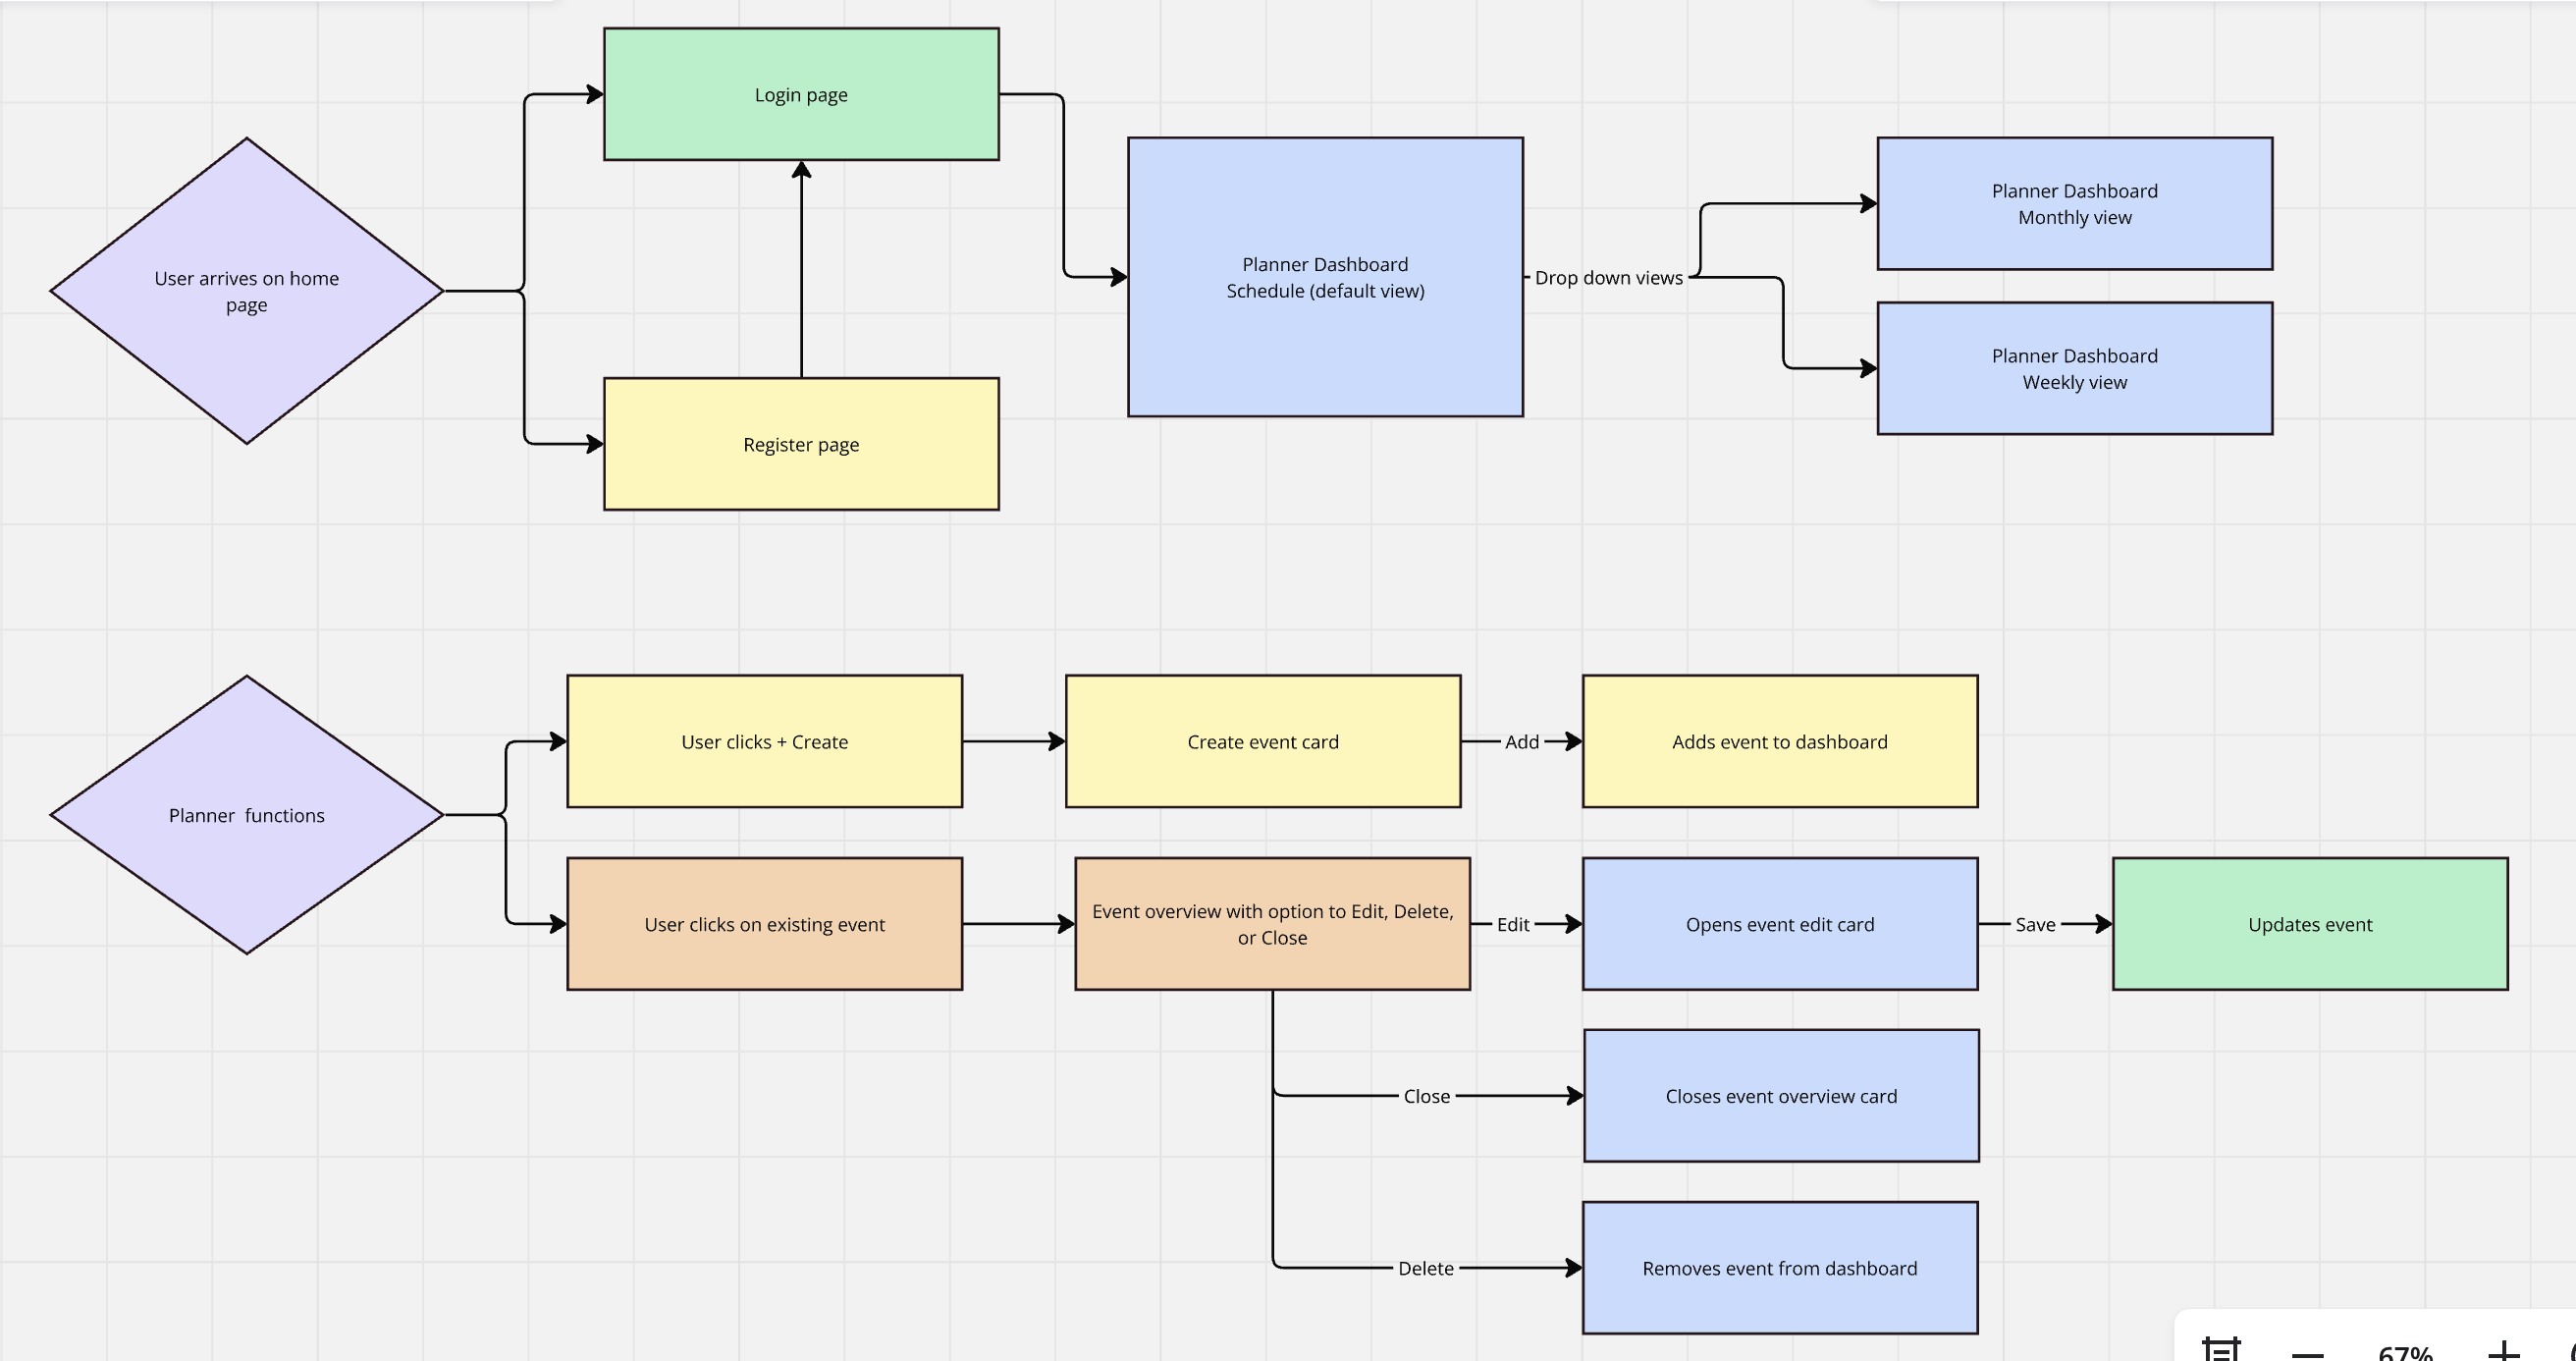 Login page
User arrives on home
page
Planner Dashboard
Schedule (default view)
Drop down views
Planner Dashboard
Monthly view
Planner Dashboard
Weekly view
Register page
Planner  functions
User clicks + Create
Create event card
Add
Adds event to dashboard
User clicks on existing event
Event overview with option to Edit, Delete,
or Close
Edit
Opens event edit card
Save
Updates event
Close
Closes event overview card
Delete
Removes event from dashboard
67%